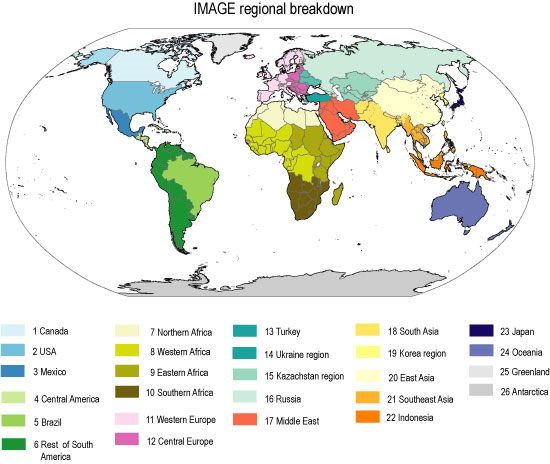 IMAGE regional breakdown
1 Canada
2 USA
3 Mexico
4 Central America
5 Brazil
6 Rest of South
America
7 Northern Africa
8 Western Africa
9 Eastern Africa
10 Southern Africa
11 Western Europe
12 Central Europe
13 Turkey
14 Ukraine region
15 Kazachstan region
16 Russia
17 Middle East
18 South Asia
19 Korea region
20 East Asia
21 Southeast Asia
22 Indonesia
23 Japan
24 Oceania
25 Greenland
26 Antarctica